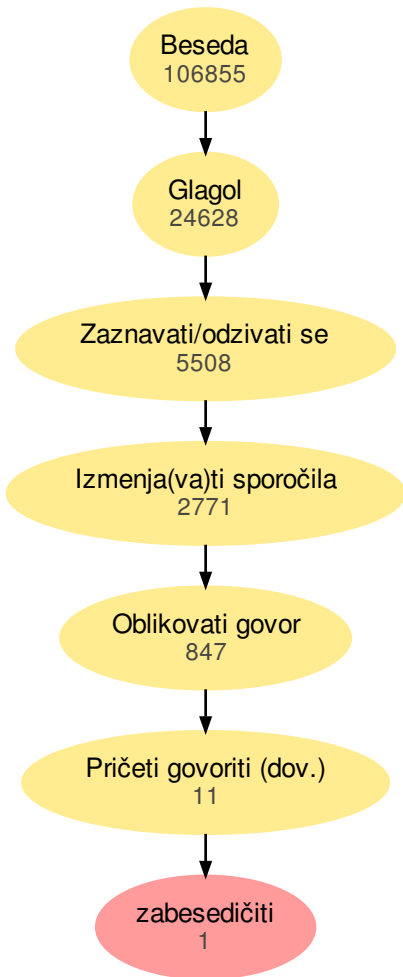 Beseda
106855
Glagol
24628
Zaznavati/odzivati se
5508
Izmenja(va)ti sporočila
2771
Oblikovati govor
847
Pričeti govoriti (dov.)
11
zabesedičiti
1